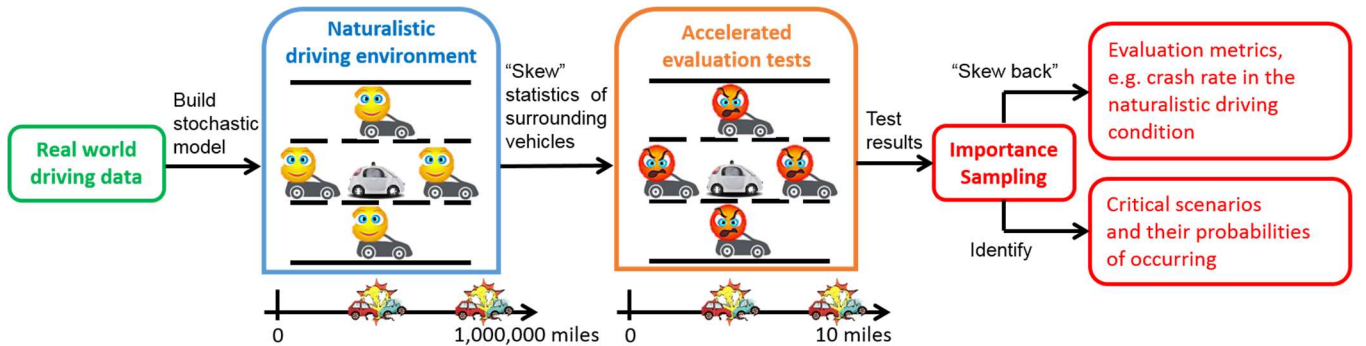 Real world
driving data
Build
stochastic
model
Naturalistic
driving environment
0
1,000,000 miles
“Skew”
statistics of
surrounding
vehicles
Accelerated
evaluation tests
0
10 miles
Test
results
Importance
Sampling
“Skew back”
Evaluation metrics,
e.g. crash rate in the
naturalistic driving
condition
Identify
Critical scenarios
and their probabilities
of occurring